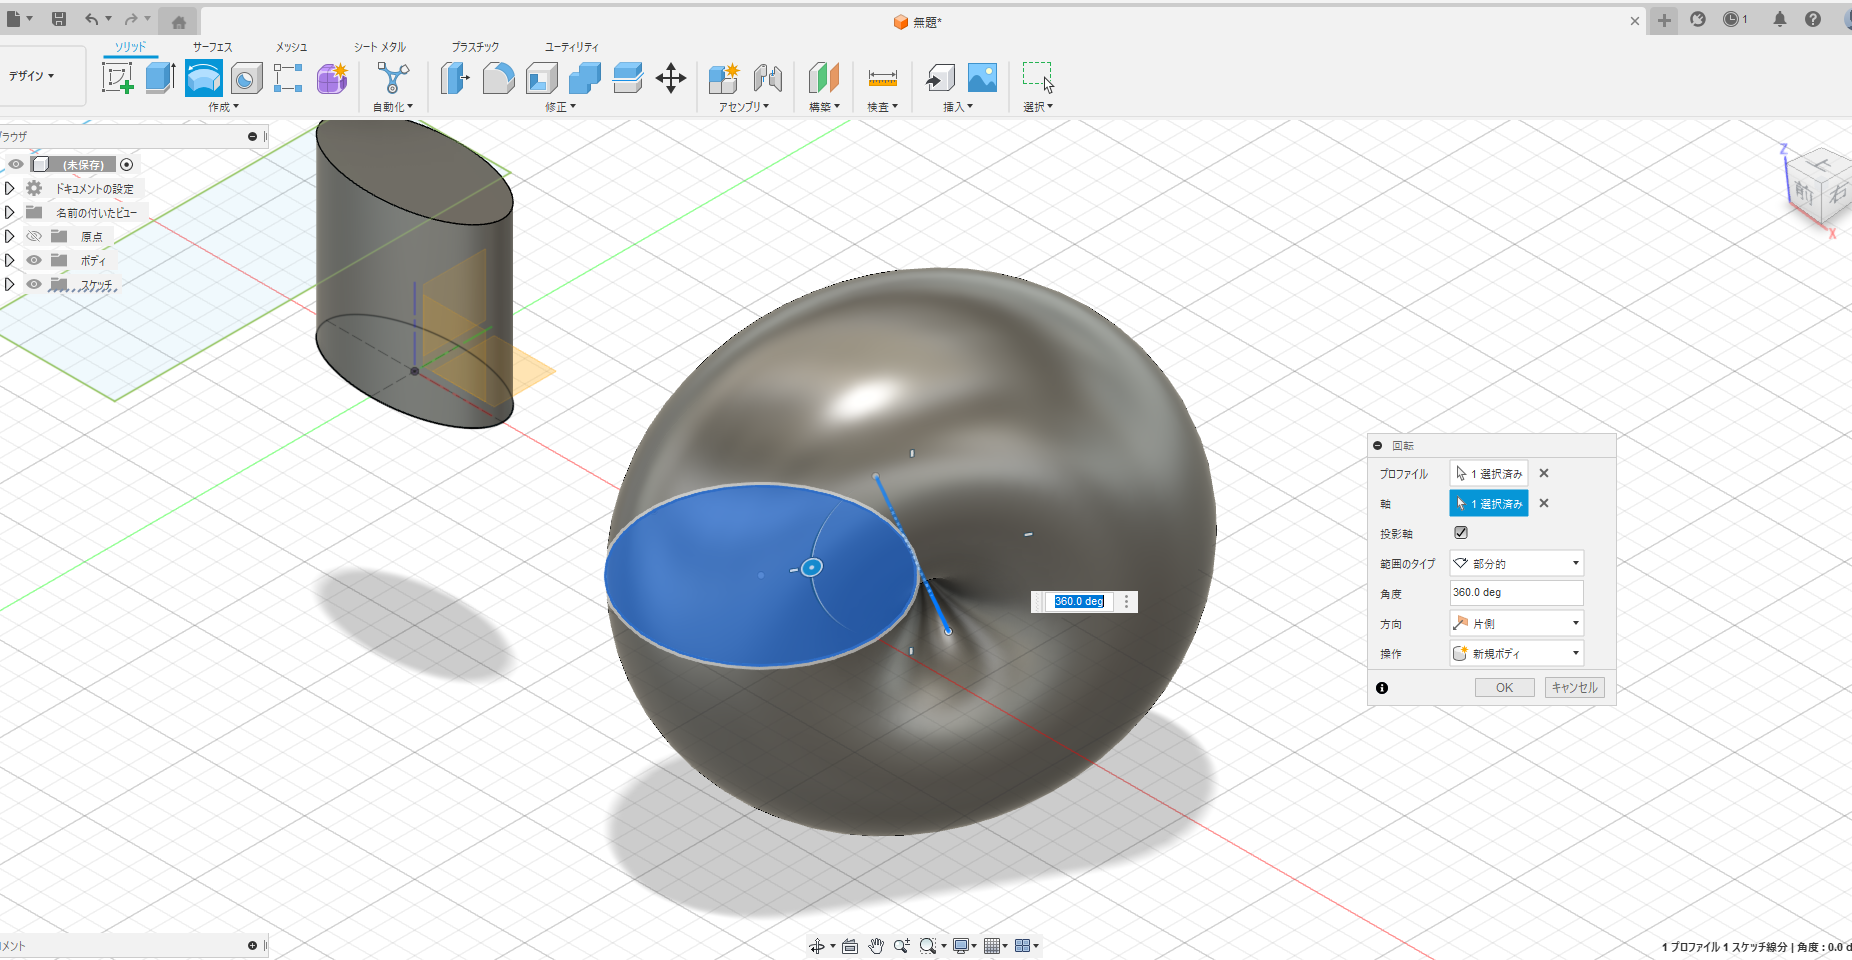 1
無題*
ソリッド サーフェス メッシュ シート メタル プラスチック ユーティリティ
デザイン
作成 自動化 修正 アセンブリ 構築 検査 挿入 選択
ラウザ
(未保存)
ドキュメントの設定
名前の付いたビュー
原点
ボディ
スケッチ
Z
前 右
X
回転
プロファイル 1 選択済み
軸 1 選択済み
投影軸
範囲のタイプ 部分的
角度 360.0 deg
方向 片側
操作 新規ボディ
OK キャンセル
360.0 deg
メント
1 プロファイル 1 スケッチ線分 | 角度 : 0.0 d